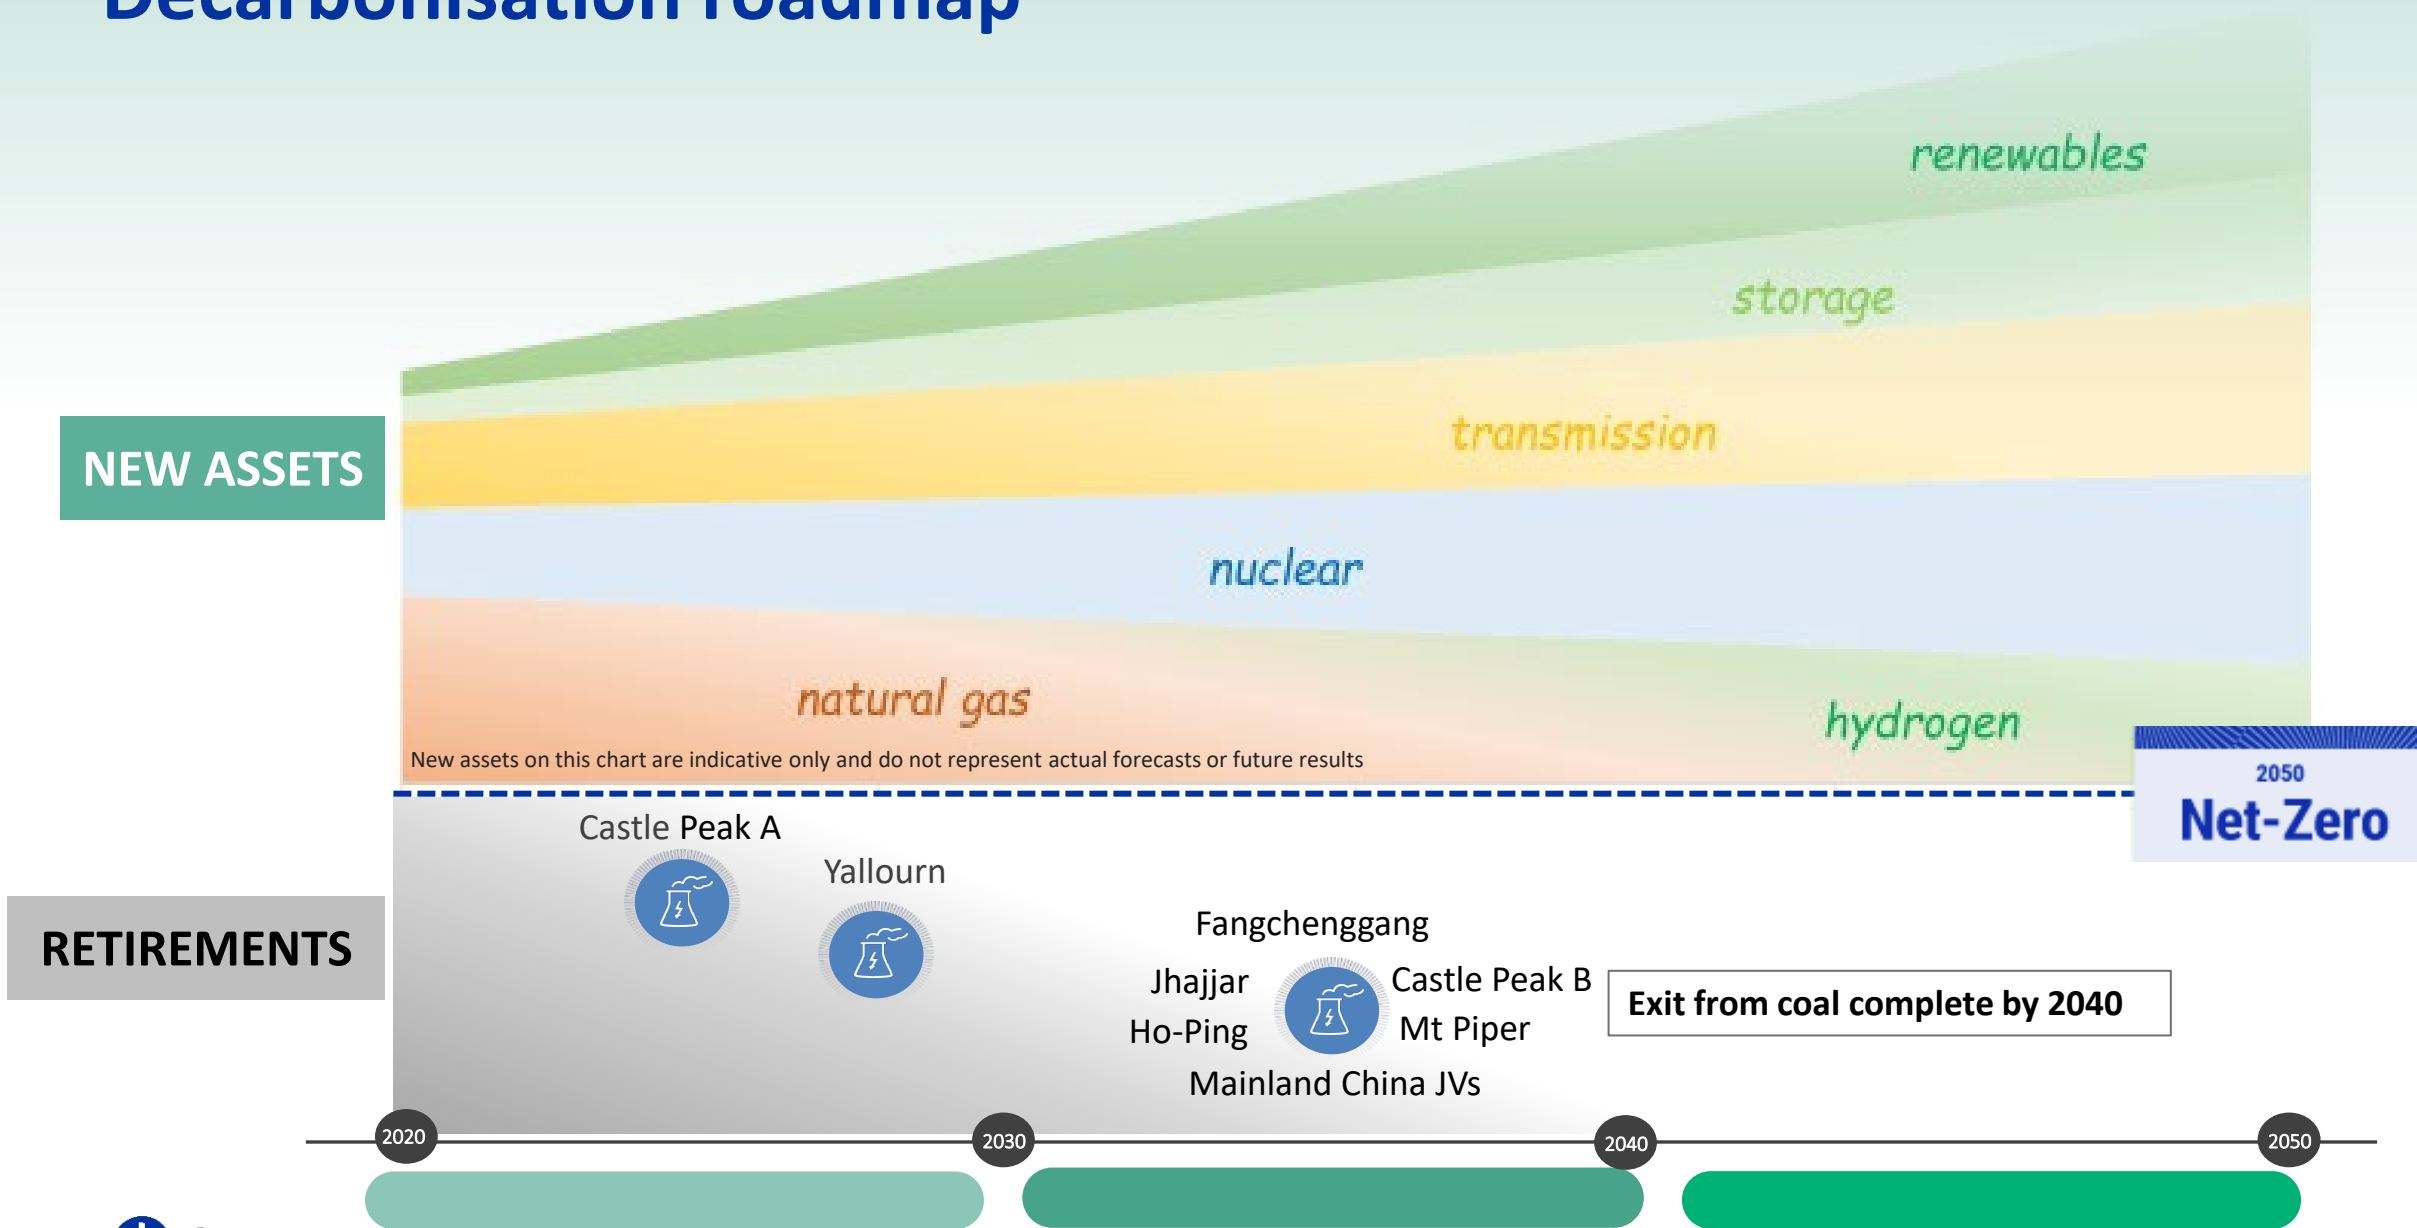 Decarbonisation roadmap
renewables
storage
NEW ASSETS
transmission
nuclear
natural gas
hydrogen
New assets on this chart are indicative only and do not represent actual forecasts or future results
2050
Net-Zero
Castle Peak A
Yallourn
RETIREMENTS
Fangchenggang
Jhajjar
Castle Peak B
Ho-Ping
Mt Piper
Mainland China JVs
Exit from coal complete by 2040
2020
2030
2040
2050